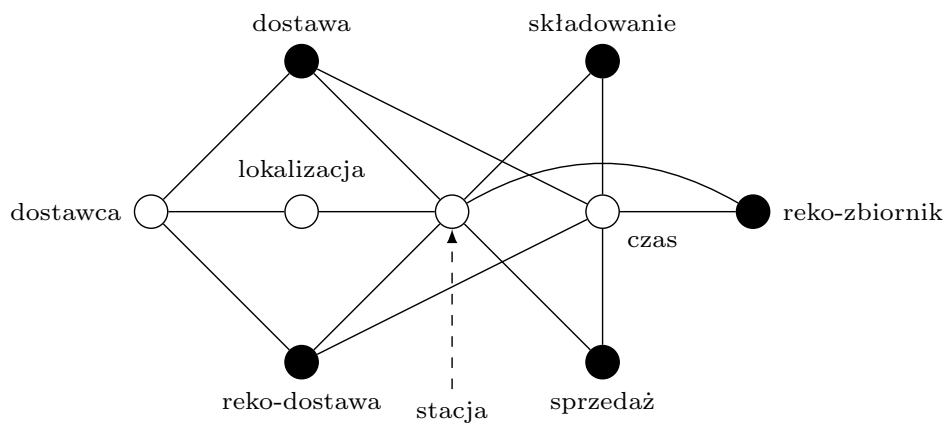 dostawa
składowanie
lokalizacja
dostawca
reko-zbiornik
czas
reko-dostawa
stacja
sprzedaż